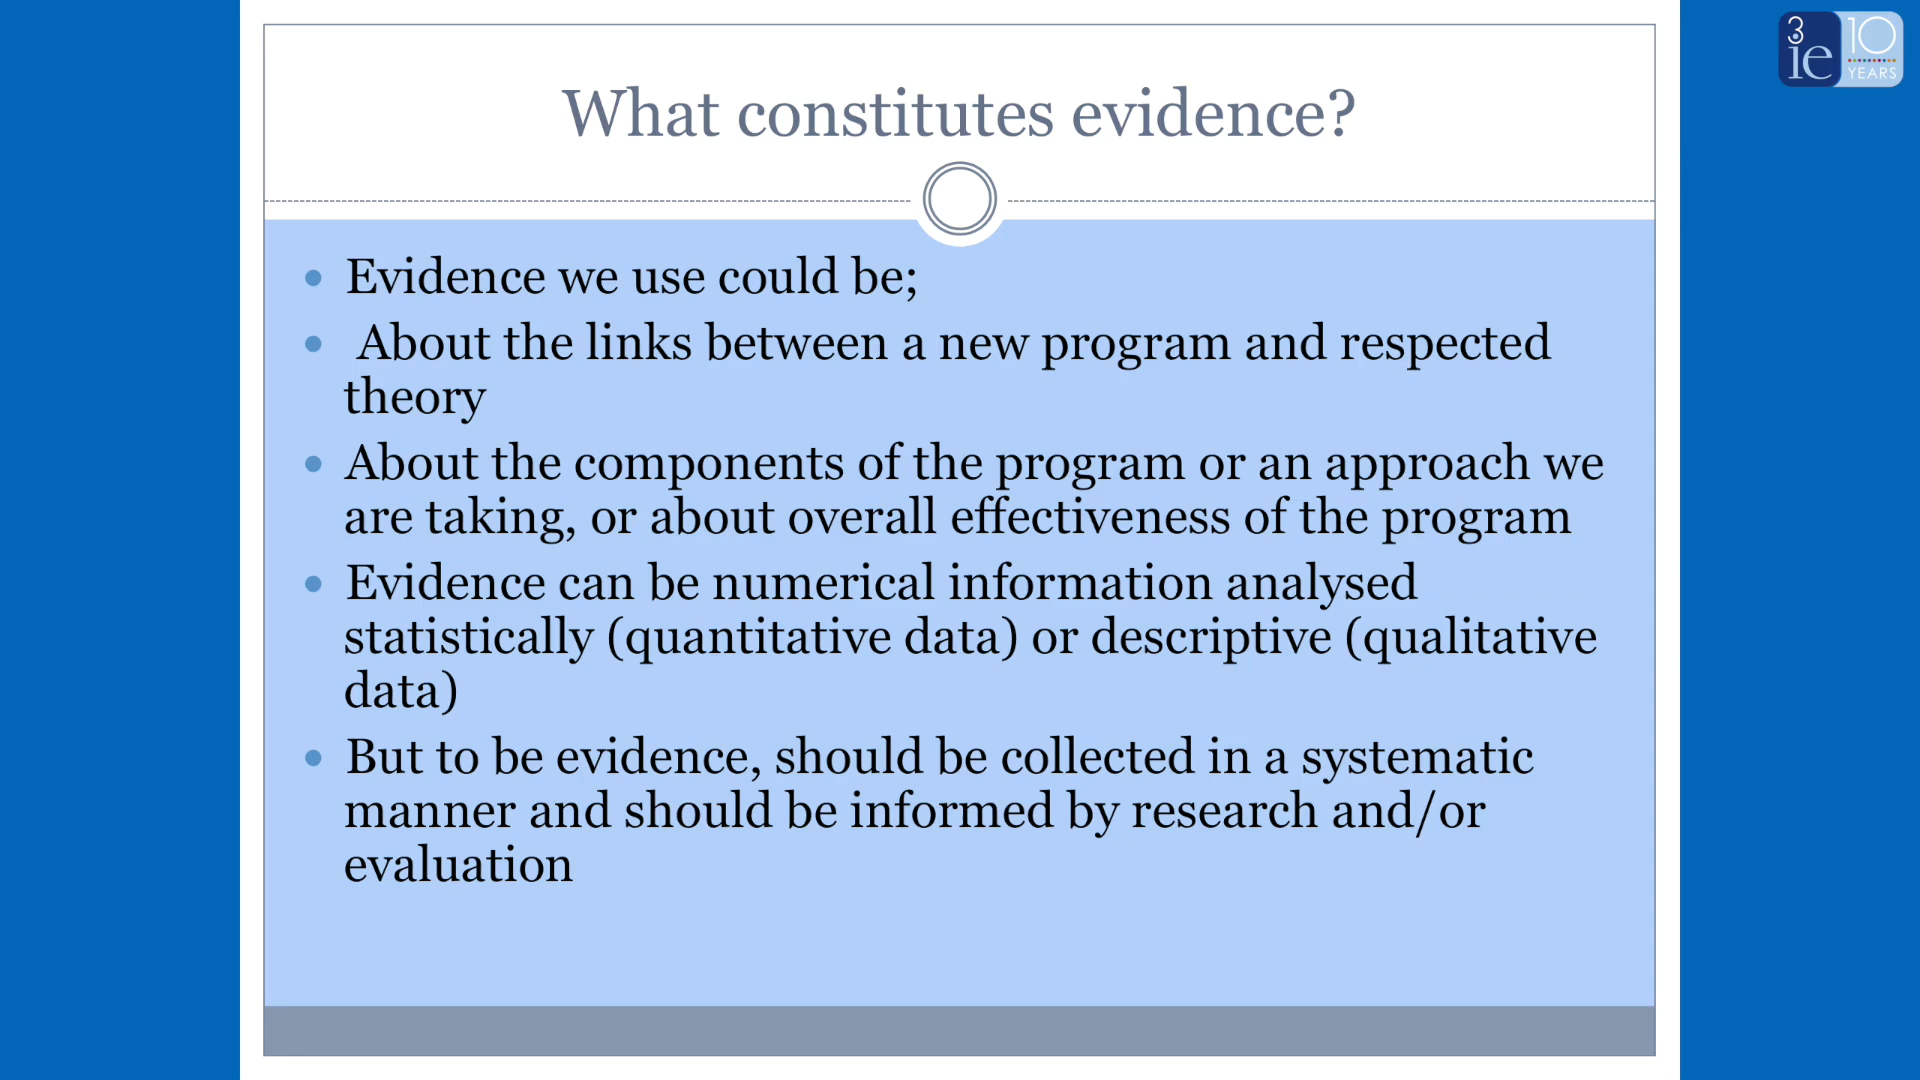 3
ie
10
YEARS
What constitutes evidence?
Evidence we use could be;
About the links between a new program and respected
theory
About the components of the program or an approach we
are taking, or about overall effectiveness of the program
Evidence can be numerical information analysed
statistically (quantitative data) or descriptive (qualitative
data)
But to be evidence, should be collected in a systematic
manner and should be informed by research and/or
evaluation